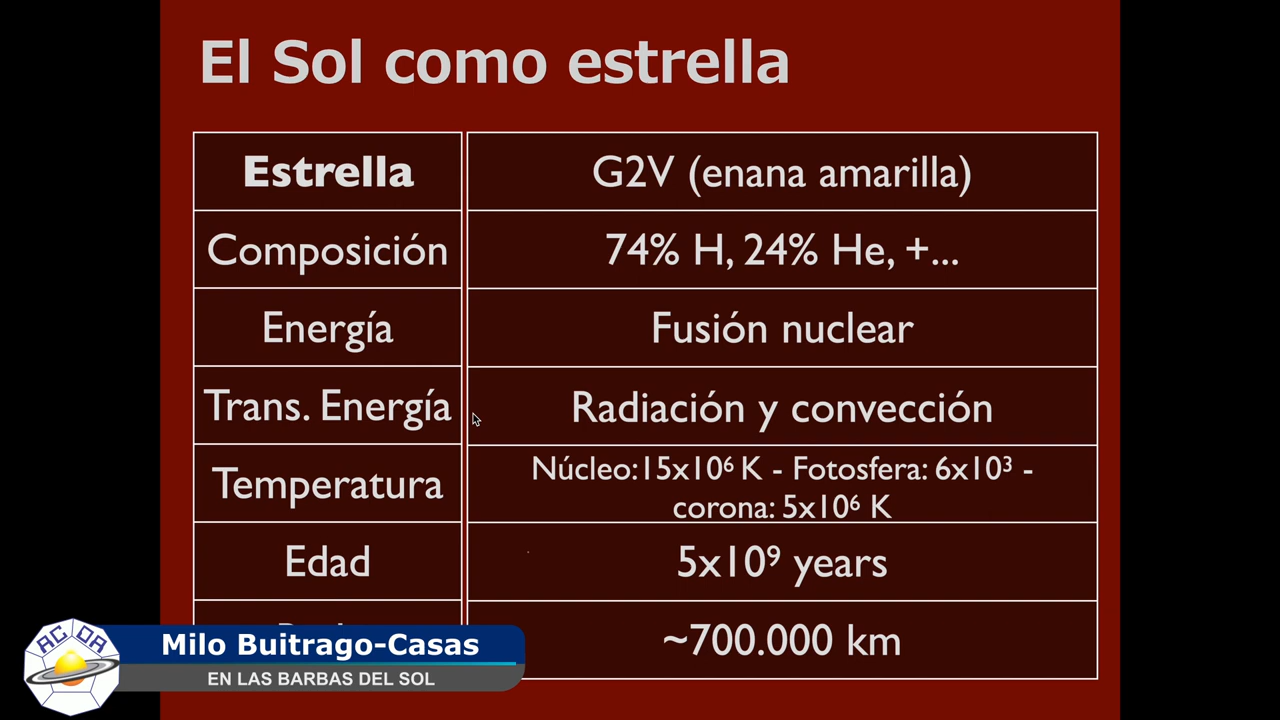 El Sol como estrella
Estrella
G2V (enana amarilla)
Composición
74% H, 24% He, +...
Energía
Fusión nuclear
Trans. Energía
Radiación y convección
Temperatura
Núcleo:15x10⁶ K - Fotosfera: 6x10³ -
corona: 5x10⁶ K
Edad
5x10⁹ years
~700.000 km
ACDA
Milo Buitrago-Casas
EN LAS BARBAS DEL SOL